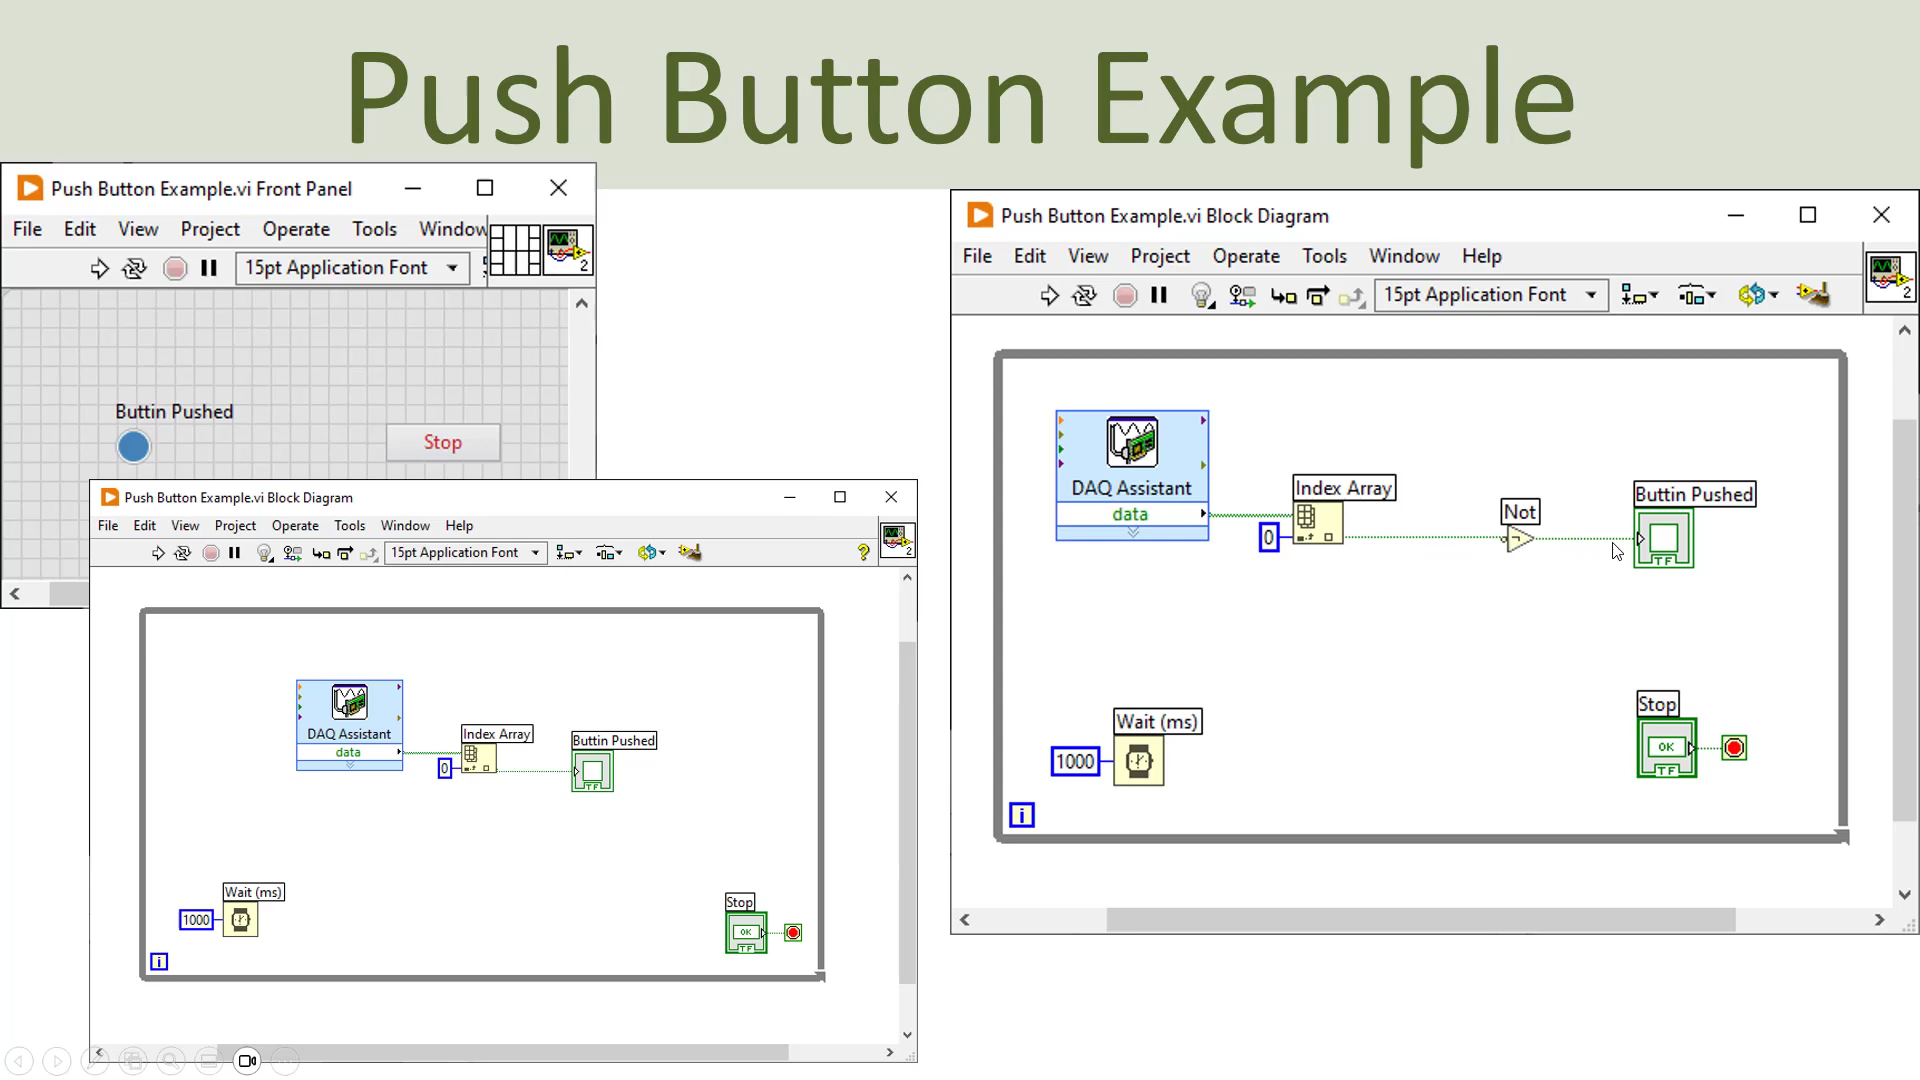 Push Button Example
Push Button Example.vi Front Panel
File Edit View Project Operate Tools Window
15pt Application Font
2
Buttin Pushed
Stop
Push Button Example.vi Block Diagram
File Edit View Project Operate Tools Window Help
15pt Application Font
?
2
DAQ Assistant
data
Index Array
0
Buttin Pushed
TF
Wait (ms)
1000
Stop
OK
TF
i
Push Button Example.vi Block Diagram
File Edit View Project Operate Tools Window Help
15pt Application Font
2
DAQ Assistant
data
Index Array
0
Not
Buttin Pushed
TF
Wait (ms)
1000
Stop
OK
TF
i